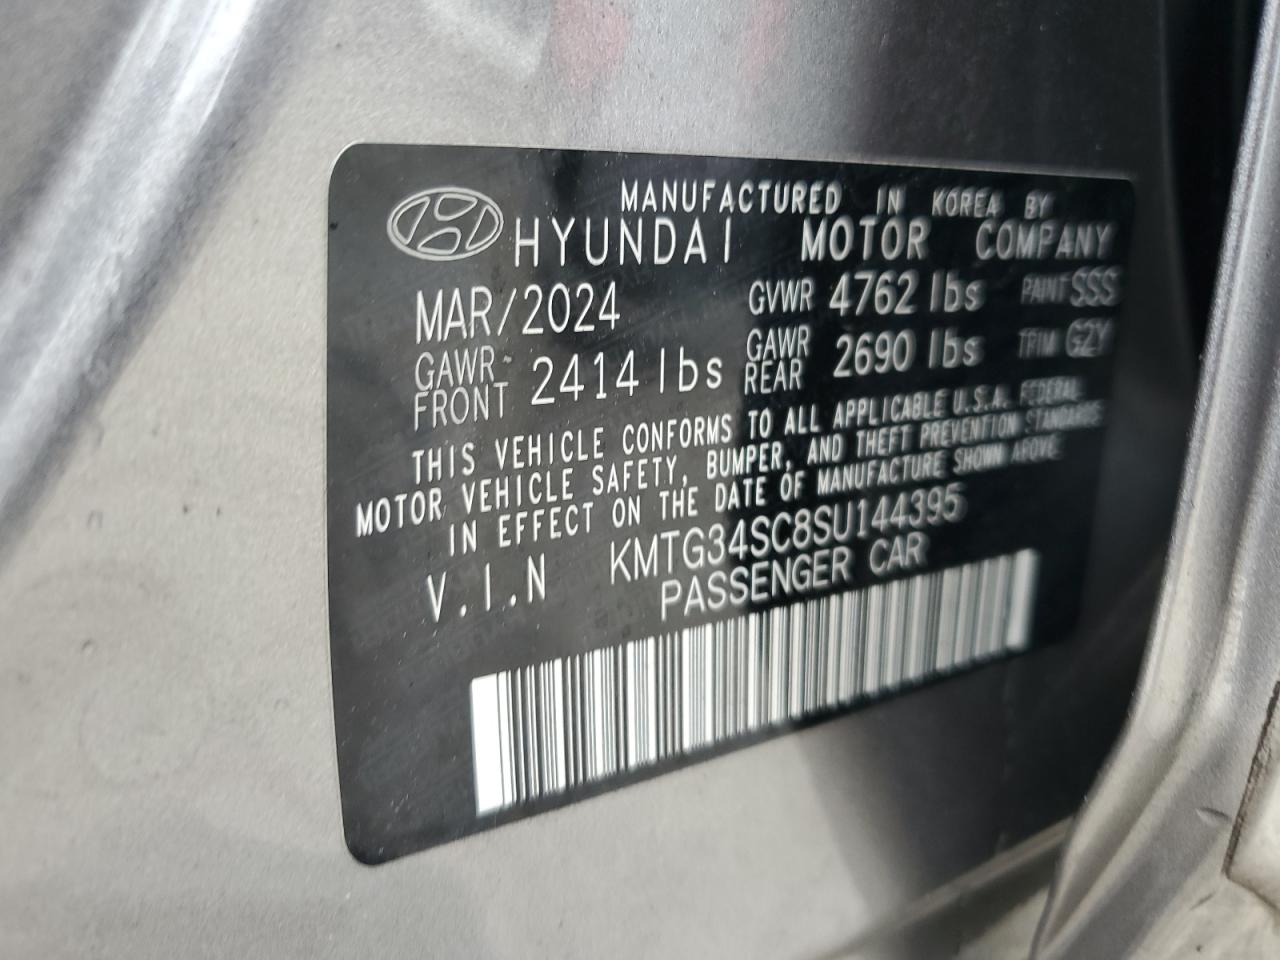 MANUFACTURED IN KOREA BY
HYUNDAI MOTOR COMPANY
MAR/2024 GVWR 4762 lbs PAINT SSS
GAWR FRONT 2414 lbs GAWR REAR 2690 lbs TRIM G2Y
THIS VEHICLE CONFORMS TO ALL APPLICABLE U.S.A. FEDERAL
MOTOR VEHICLE SAFETY, BUMPER, AND THEFT PREVENTION STANDARDS
IN EFFECT ON THE DATE OF MANUFACTURE SHOWN ABOVE
V.I.N KMTG34SC8SU144395
PASSENGER CAR